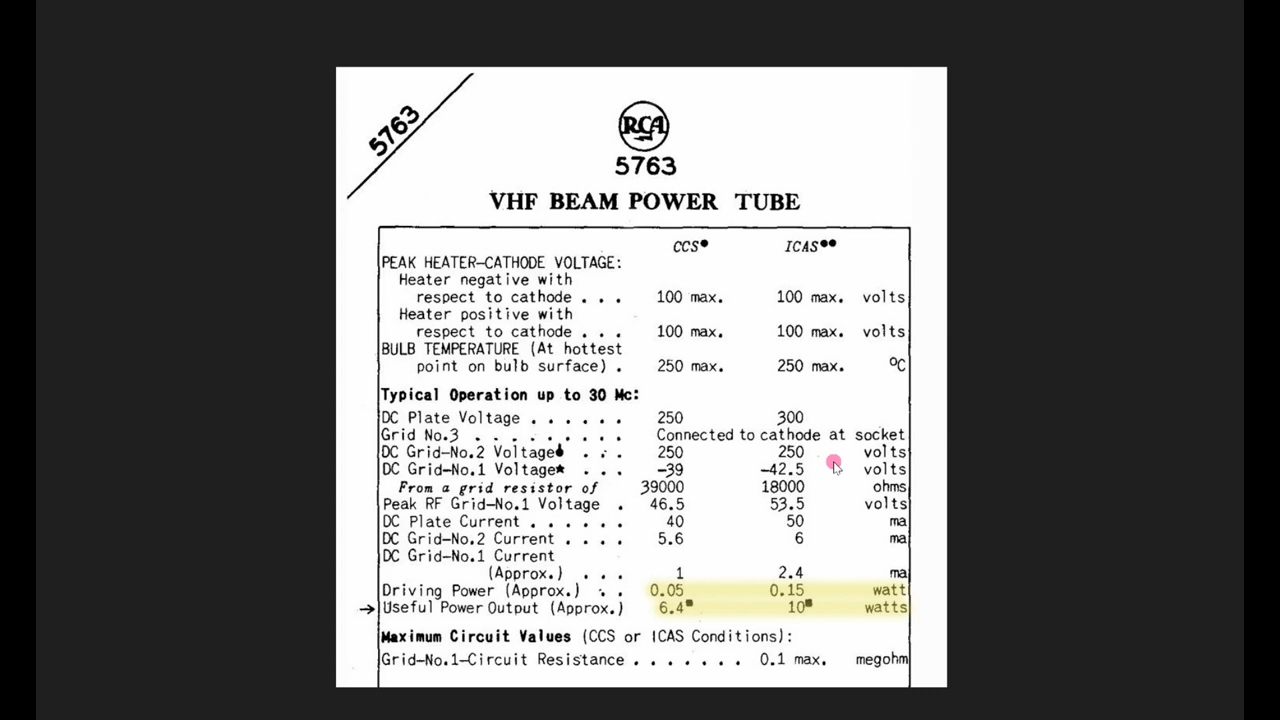 5763
RCA
5763
VHF BEAM POWER TUBE
CCS● ICAS●●
PEAK HEATER—CATHODE VOLTAGE:
Heater negative with
respect to cathode . . . 100 max. 100 max. volts
Heater positive with
respect to cathode . . . 100 max. 100 max. volts
BULB TEMPERATURE (At hottest
point on bulb surface) . 250 max. 250 max. °C
Typical Operation up to 30 Mc:
DC Plate Voltage . . . . . . 250 300
Grid No.3 . . . . . . . . . Connected to cathode at socket
DC Grid—No.2 Voltage♦ . . . 250 250 volts
DC Grid—No.1 Voltage★ . . . —39 —42.5 volts
From a grid resistor of 39000 18000 ohms
Peak RF Grid—No.1 Voltage . 46.5 53.5 volts
DC Plate Current . . . . . . 40 50 ma
DC Grid—No.2 Current . . . . 5.6 6 ma
DC Grid—No.1 Current
(Approx.) . . . 1 2.4 ma
Driving Power (Approx.) . . 0.05 0.15 watt
→ Useful Power Output (Approx.) 6.4■ 10■ watts
Maximum Circuit Values (CCS or ICAS Conditions):
Grid—No.1—Circuit Resistance . . . . . . . 0.1 max. megohm